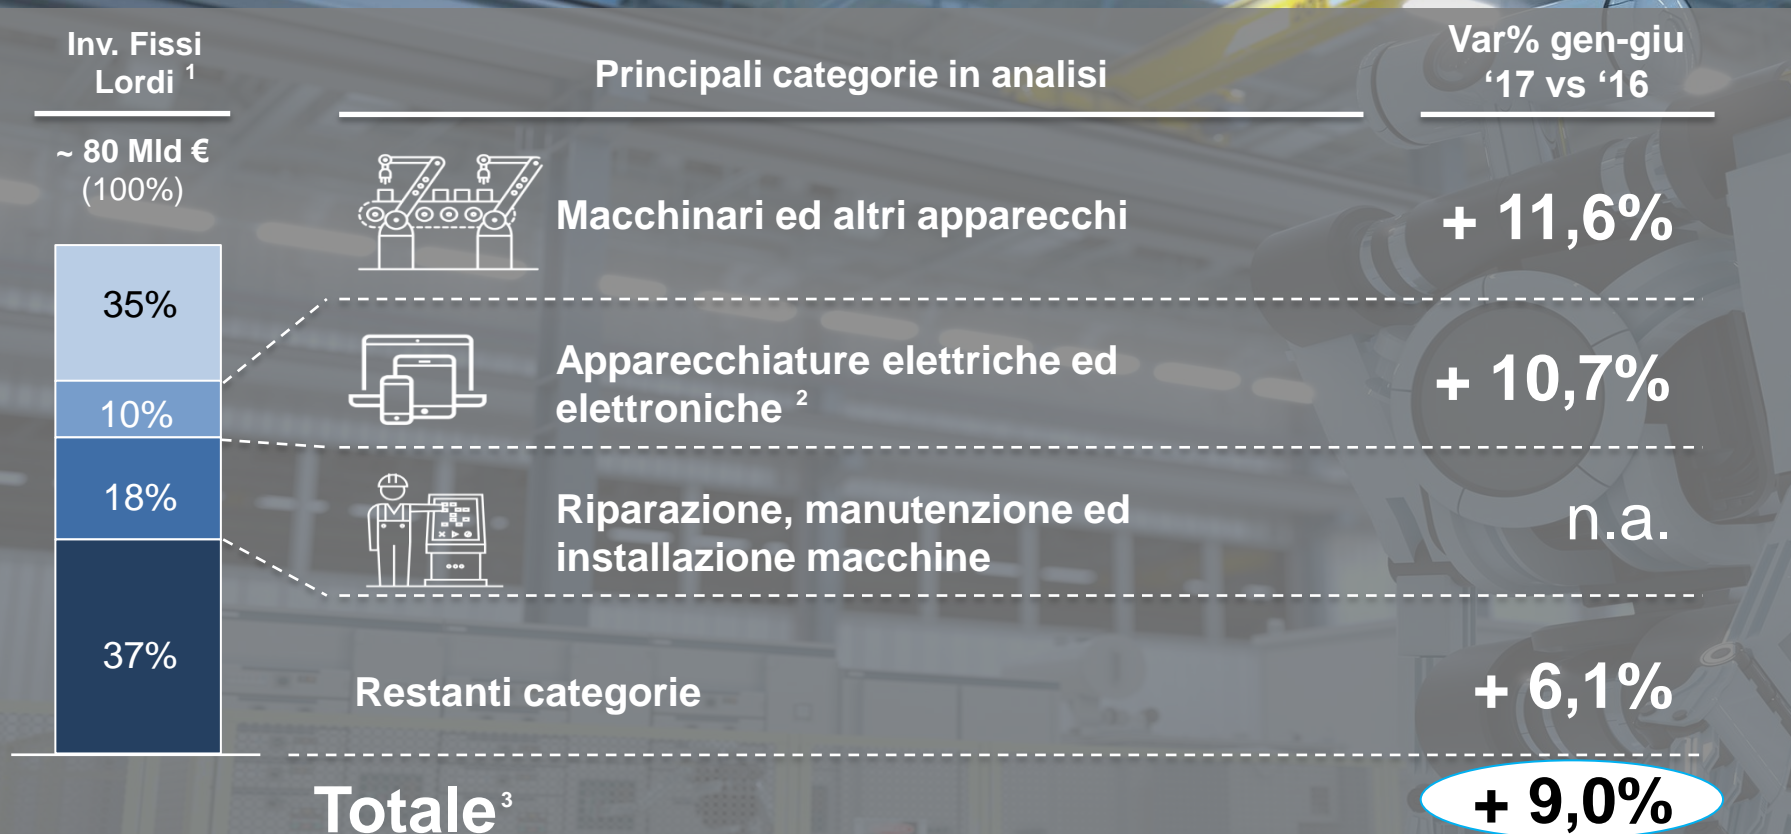 Inv. Fissi
Lordi ¹
Principali categorie in analisi
Var% gen-giu
‘17 vs ‘16
~ 80 Mld €
(100%)
35%
Macchinari ed altri apparecchi
+ 11,6%
10%
Apparecchiature elettriche ed
elettroniche ²
+ 10,7%
18%
Riparazione, manutenzione ed
installazione macchine
n.a.
37%
Restanti categorie
+ 6,1%
Totale³
+ 9,0%